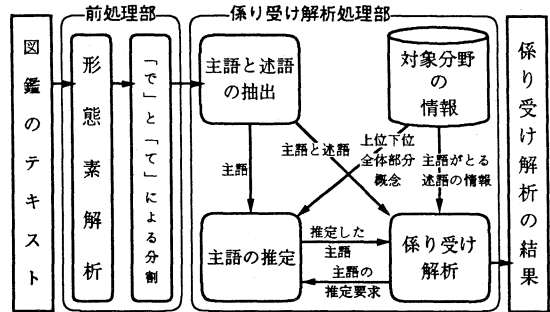 前処理部
係り受け解析処理部
図鑑のテキスト
形態素解析
「で」と「て」による分割
主語と述語
の抽出
対象分野
の
情報
主語
主語と述語
上位下位
全体部分
概念
主語がとる
述語の情報
主語の推定
推定した
主語
主語の
推定要求
係り受け
解析
係り受け解析の結果